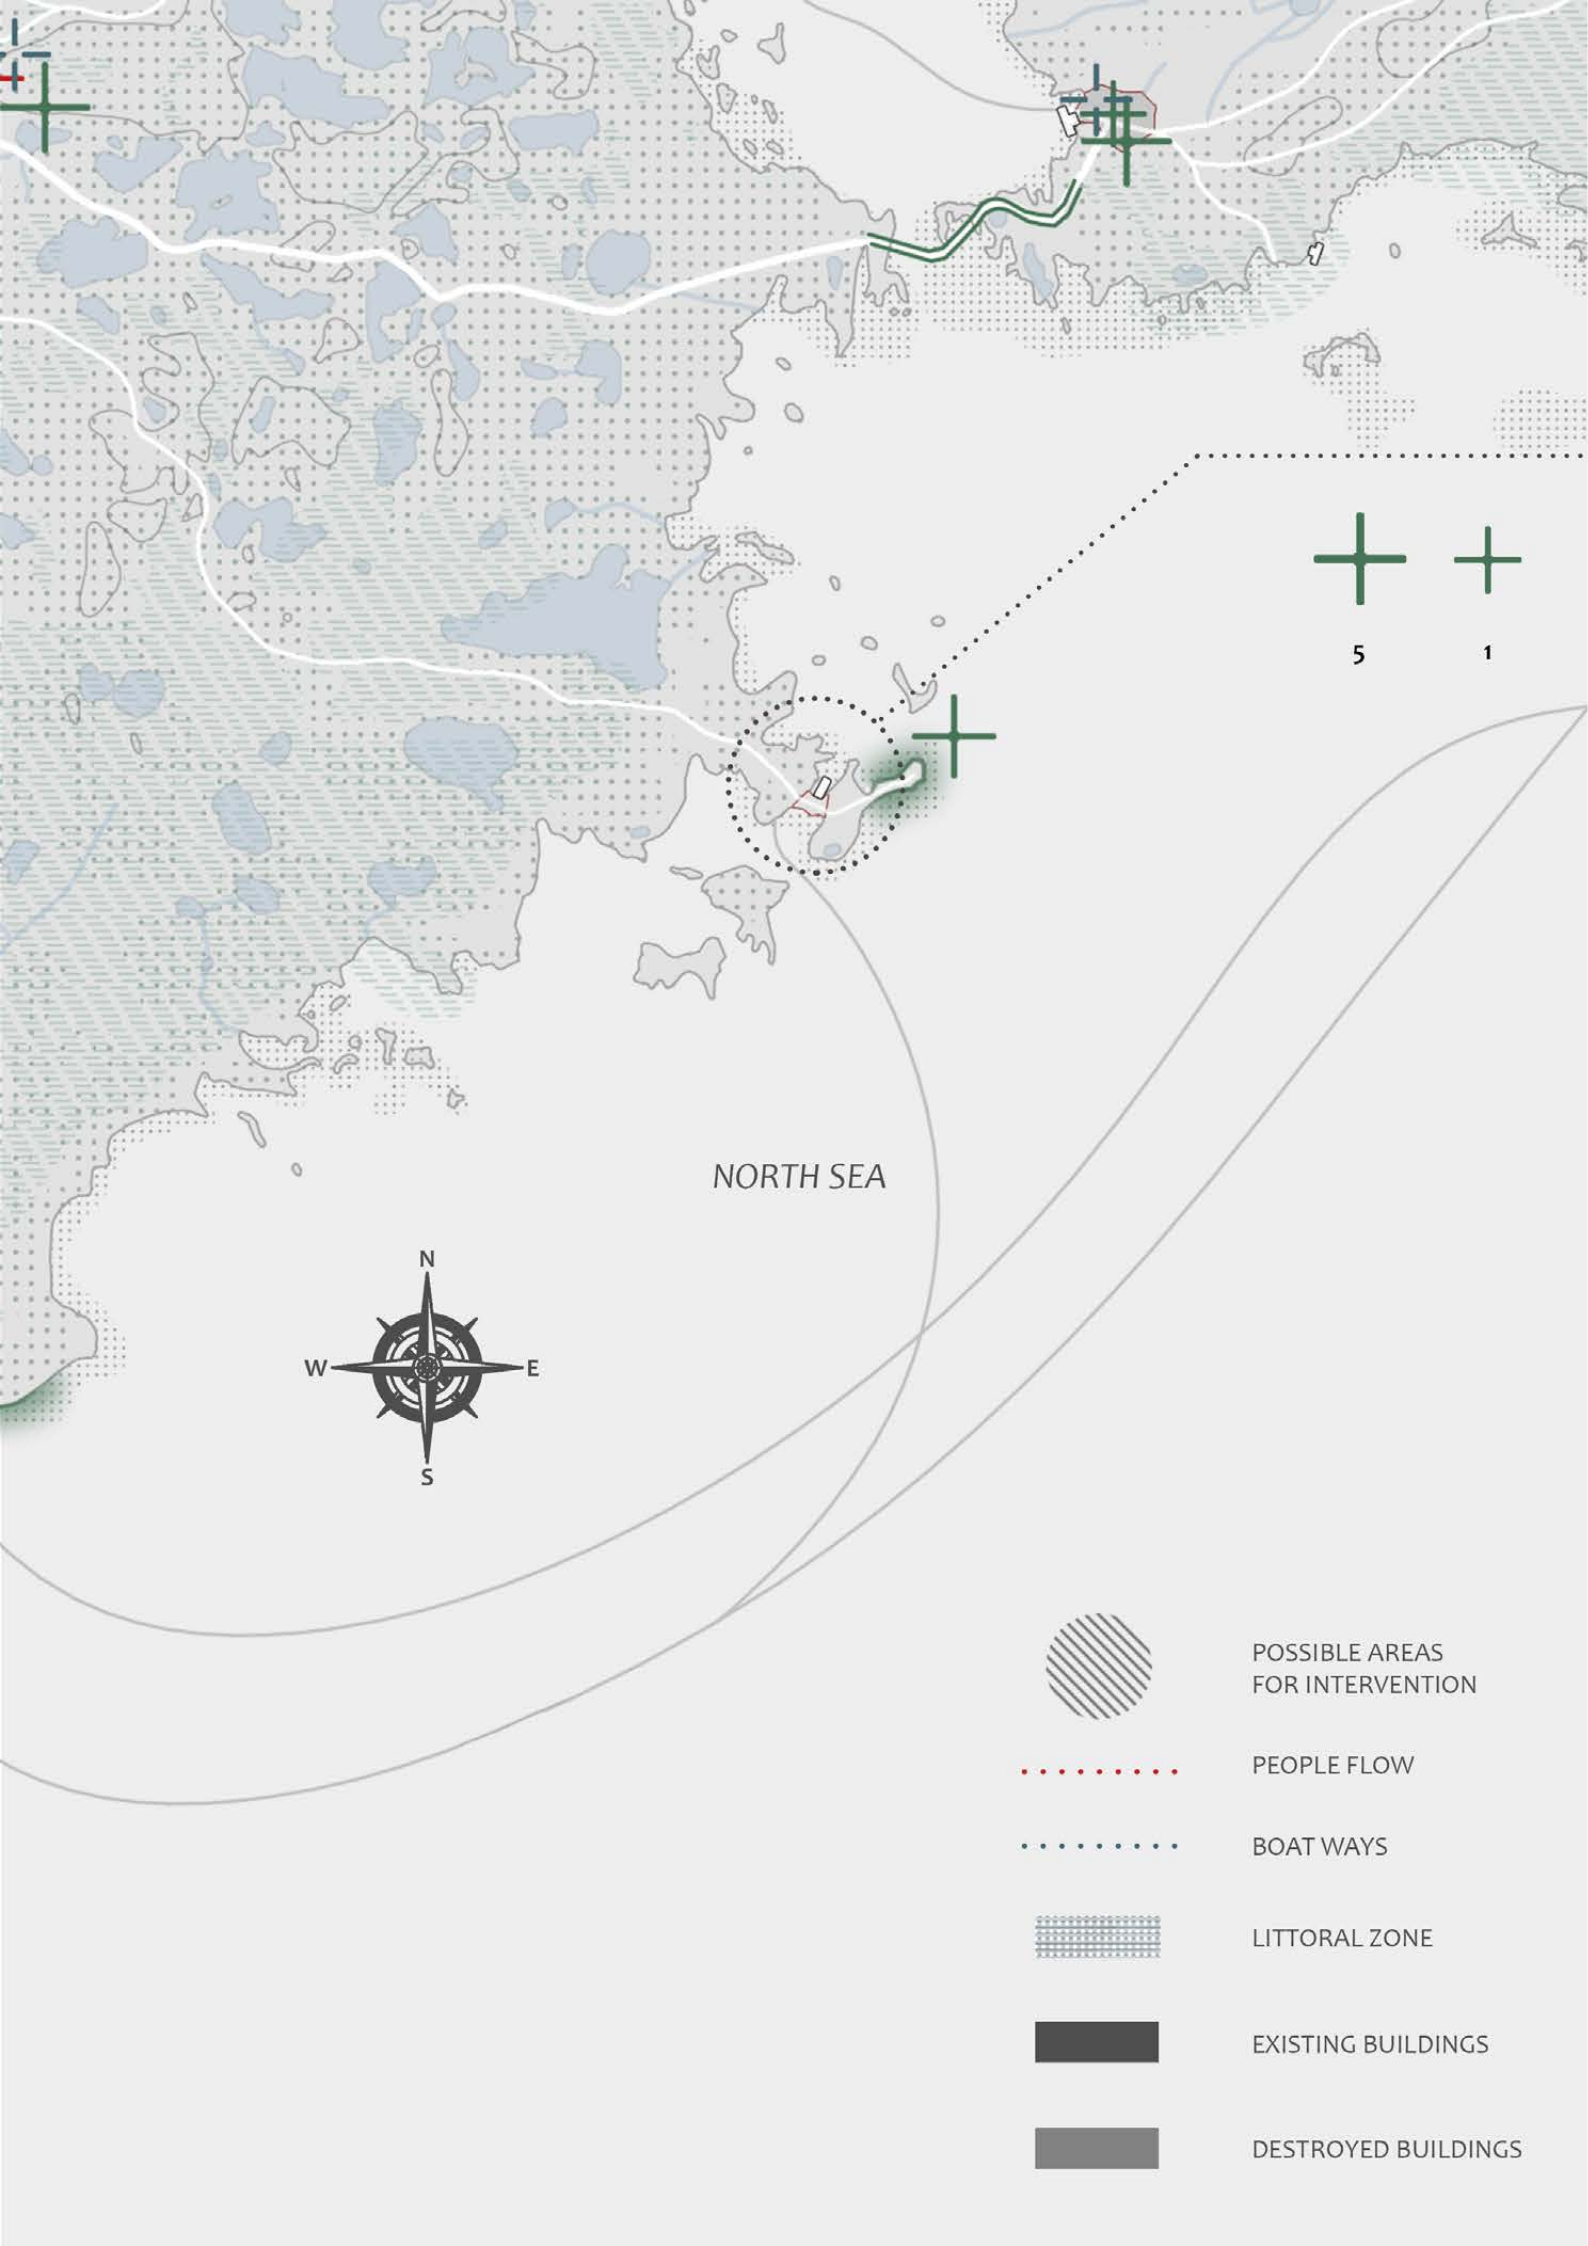 5 1
NORTH SEA
N
W E
S
POSSIBLE AREAS
FOR INTERVENTION
PEOPLE FLOW
BOAT WAYS
LITTORAL ZONE
EXISTING BUILDINGS
DESTROYED BUILDINGS